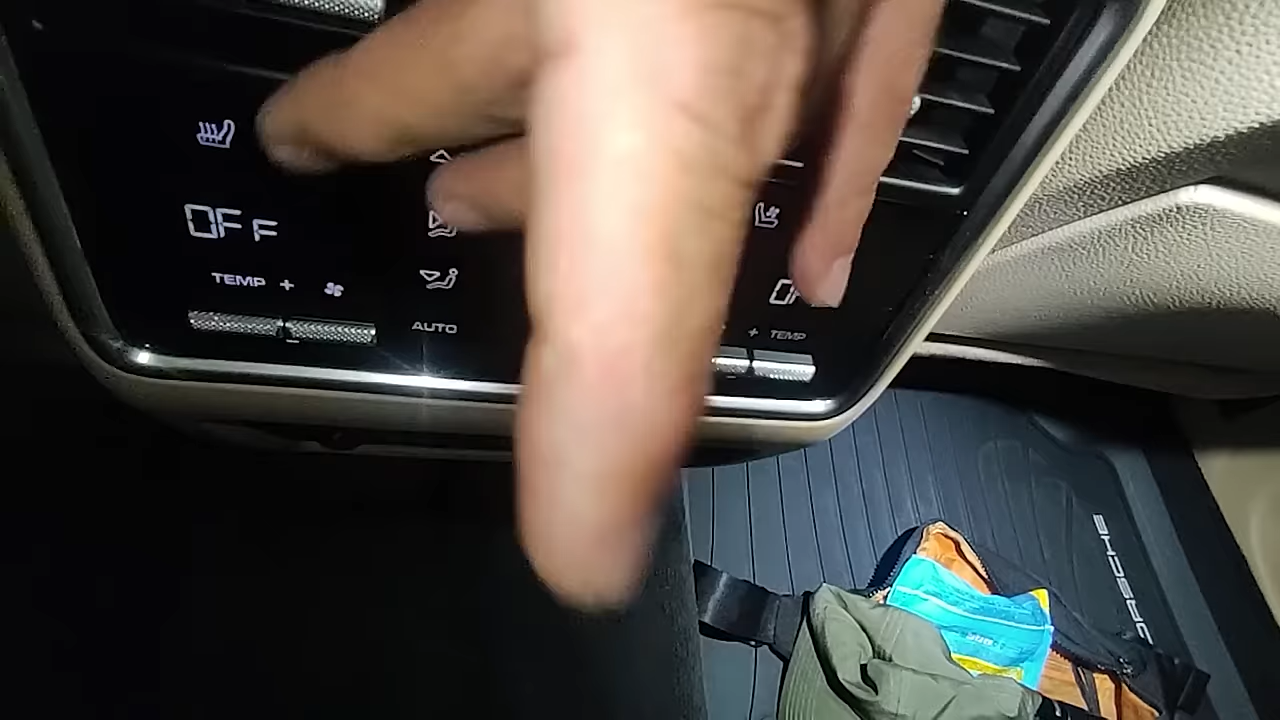 OFF
TEMP +
AUTO
+ TEMP
PORSCHE